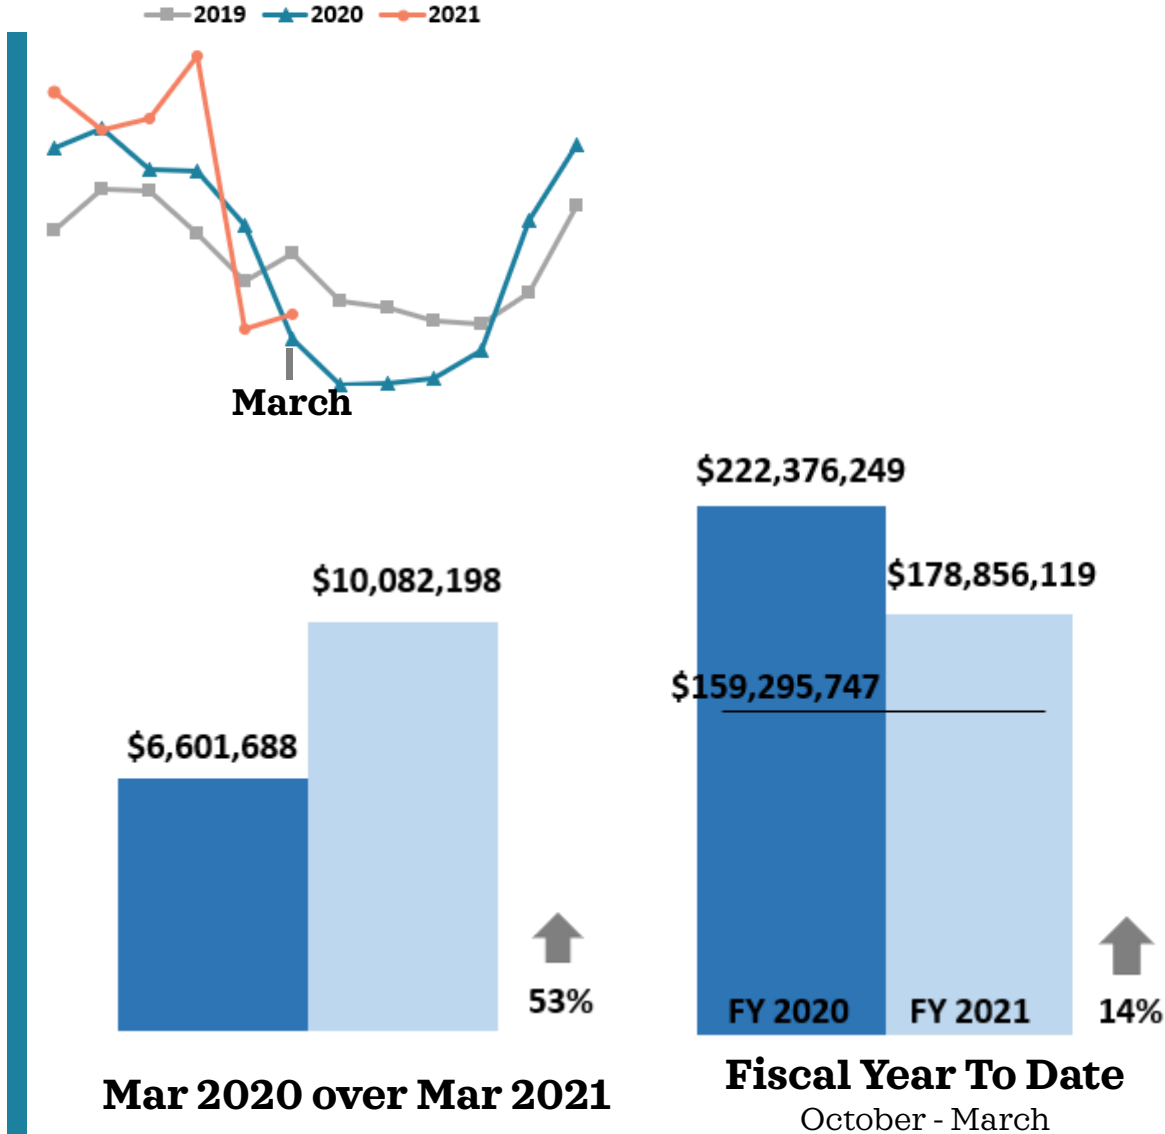 2019 2020 2021
March
$10,082,198
$6,601,688
53%
Mar 2020 over Mar 2021
$222,376,249
$178,856,119
$159,295,747
FY 2020 FY 2021
14%
Fiscal Year To Date
October - March